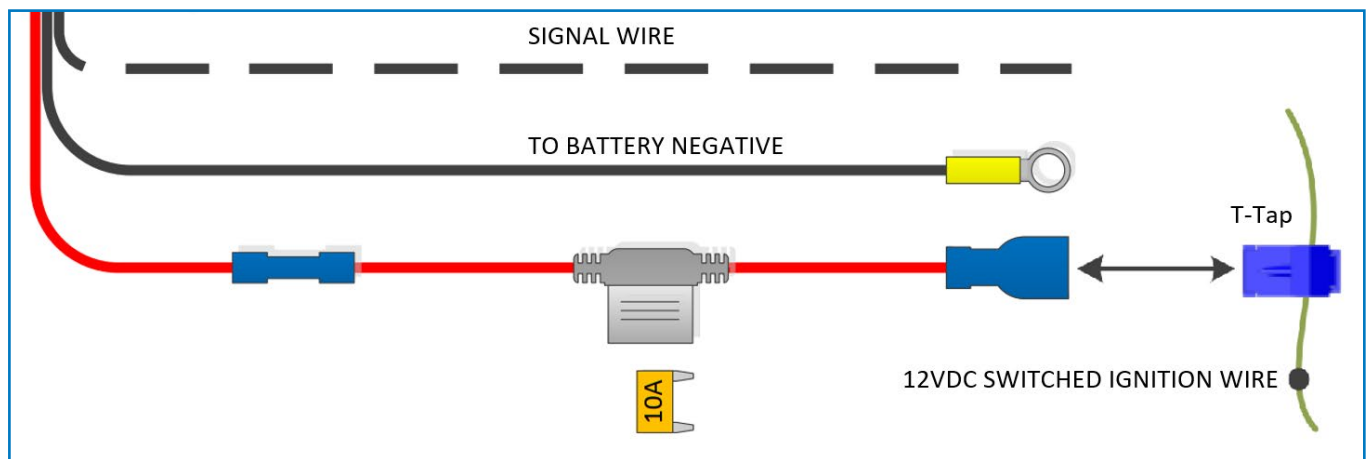 SIGNAL WIRE
TO BATTERY NEGATIVE
T-Tap
12VDC SWITCHED IGNITION WIRE
10A